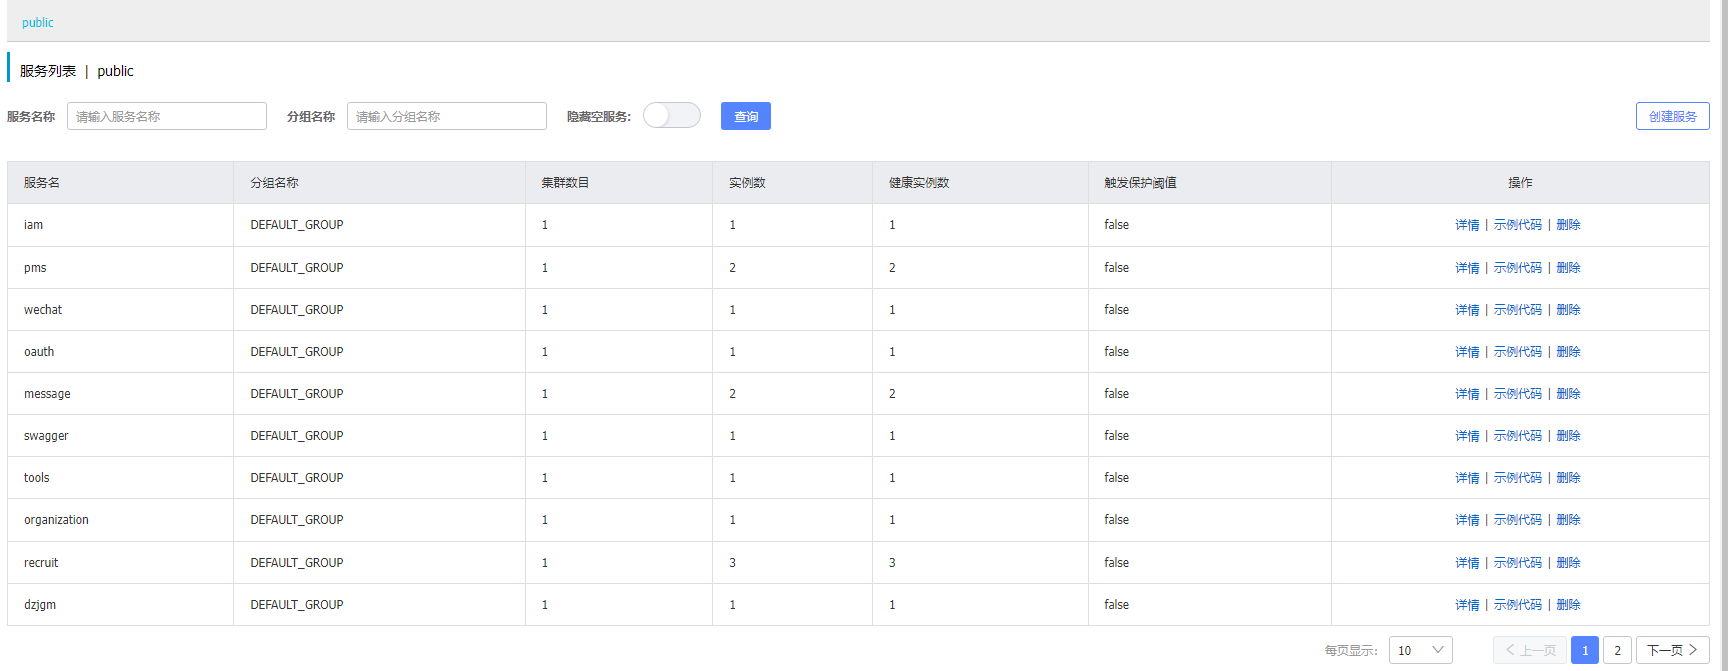 public
服务列表 | public
服务名称 请输入服务名称 分组名称 请输入分组名称 隐藏空服务: 查询 创建服务
服务名 分组名称 集群数目 实例数 健康实例数 触发保护阈值 操作
iam DEFAULT_GROUP 1 1 1 false 详情 | 示例代码 | 删除
pms DEFAULT_GROUP 1 2 2 false 详情 | 示例代码 | 删除
wechat DEFAULT_GROUP 1 1 1 false 详情 | 示例代码 | 删除
oauth DEFAULT_GROUP 1 1 1 false 详情 | 示例代码 | 删除
message DEFAULT_GROUP 1 2 2 false 详情 | 示例代码 | 删除
swagger DEFAULT_GROUP 1 1 1 false 详情 | 示例代码 | 删除
tools DEFAULT_GROUP 1 1 1 false 详情 | 示例代码 | 删除
organization DEFAULT_GROUP 1 1 1 false 详情 | 示例代码 | 删除
recruit DEFAULT_GROUP 1 3 3 false 详情 | 示例代码 | 删除
dzjgm DEFAULT_GROUP 1 1 1 false 详情 | 示例代码 | 删除
每页显示: 10 上一页 1 2 下一页